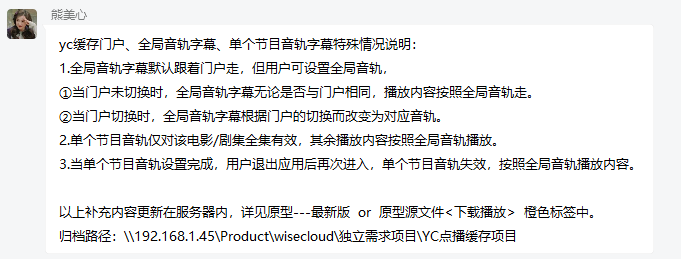 熊美心
yc缓存门户、全局音轨字幕、单个节目音轨字幕特殊情况说明：
1.全局音轨字幕默认跟着门户走，但用户可设置全局音轨，
①当门户未切换时，全局音轨字幕无论是否与门户相同，播放内容按照全局音轨走。
②当门户切换时，全局音轨字幕根据门户的切换而改变为对应音轨。
2.单个节目音轨仅对该电影/剧集全集有效，其余播放内容按照全局音轨播放。
3.当单个节目音轨设置完成，用户退出应用后再次进入，单个节目音轨失效，按照全局音轨播放内容。
以上补充内容更新在服务器内，详见原型---最新版 or 原型源文件<下载播放> 橙色标签中。
归档路径：\\192.168.1.45\Product\wisecloud\独立需求项目\YC点播缓存项目